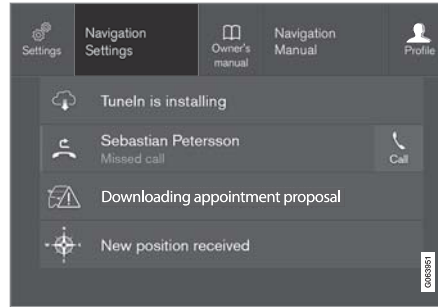 Settings
Navigation
Settings
Owner's
manual
Navigation
Manual
Profile
TuneIn is installing
Sebastian Petersson
Missed call
Call
Downloading appointment proposal
New position received
G063951